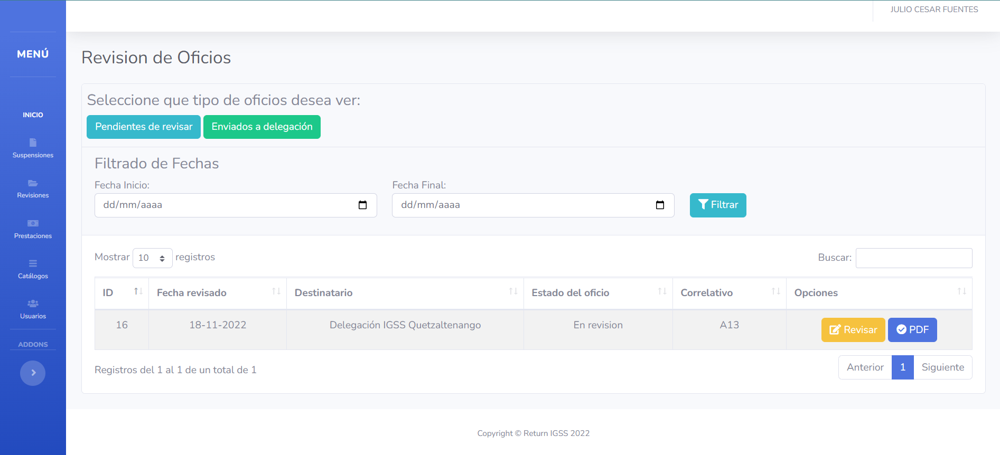 JULIO CESAR FUENTES
MENÚ
INICIO
Suspensiones
Revisiones
Prestaciones
Catálogos
Usuarios
ADDONS
Revision de Oficios
Seleccione que tipo de oficios desea ver:
Pendientes de revisar Enviados a delegación
Filtrado de Fechas
Fecha Inicio: Fecha Final:
dd/mm/aaaa dd/mm/aaaa Filtrar
Mostrar 10 registros Buscar:
ID Fecha revisado Destinatario Estado del oficio Correlativo Opciones
16 18-11-2022 Delegación IGSS Quetzaltenango En revision A13 Revisar PDF
Registros del 1 al 1 de un total de 1 Anterior 1 Siguiente
Copyright © Return IGSS 2022